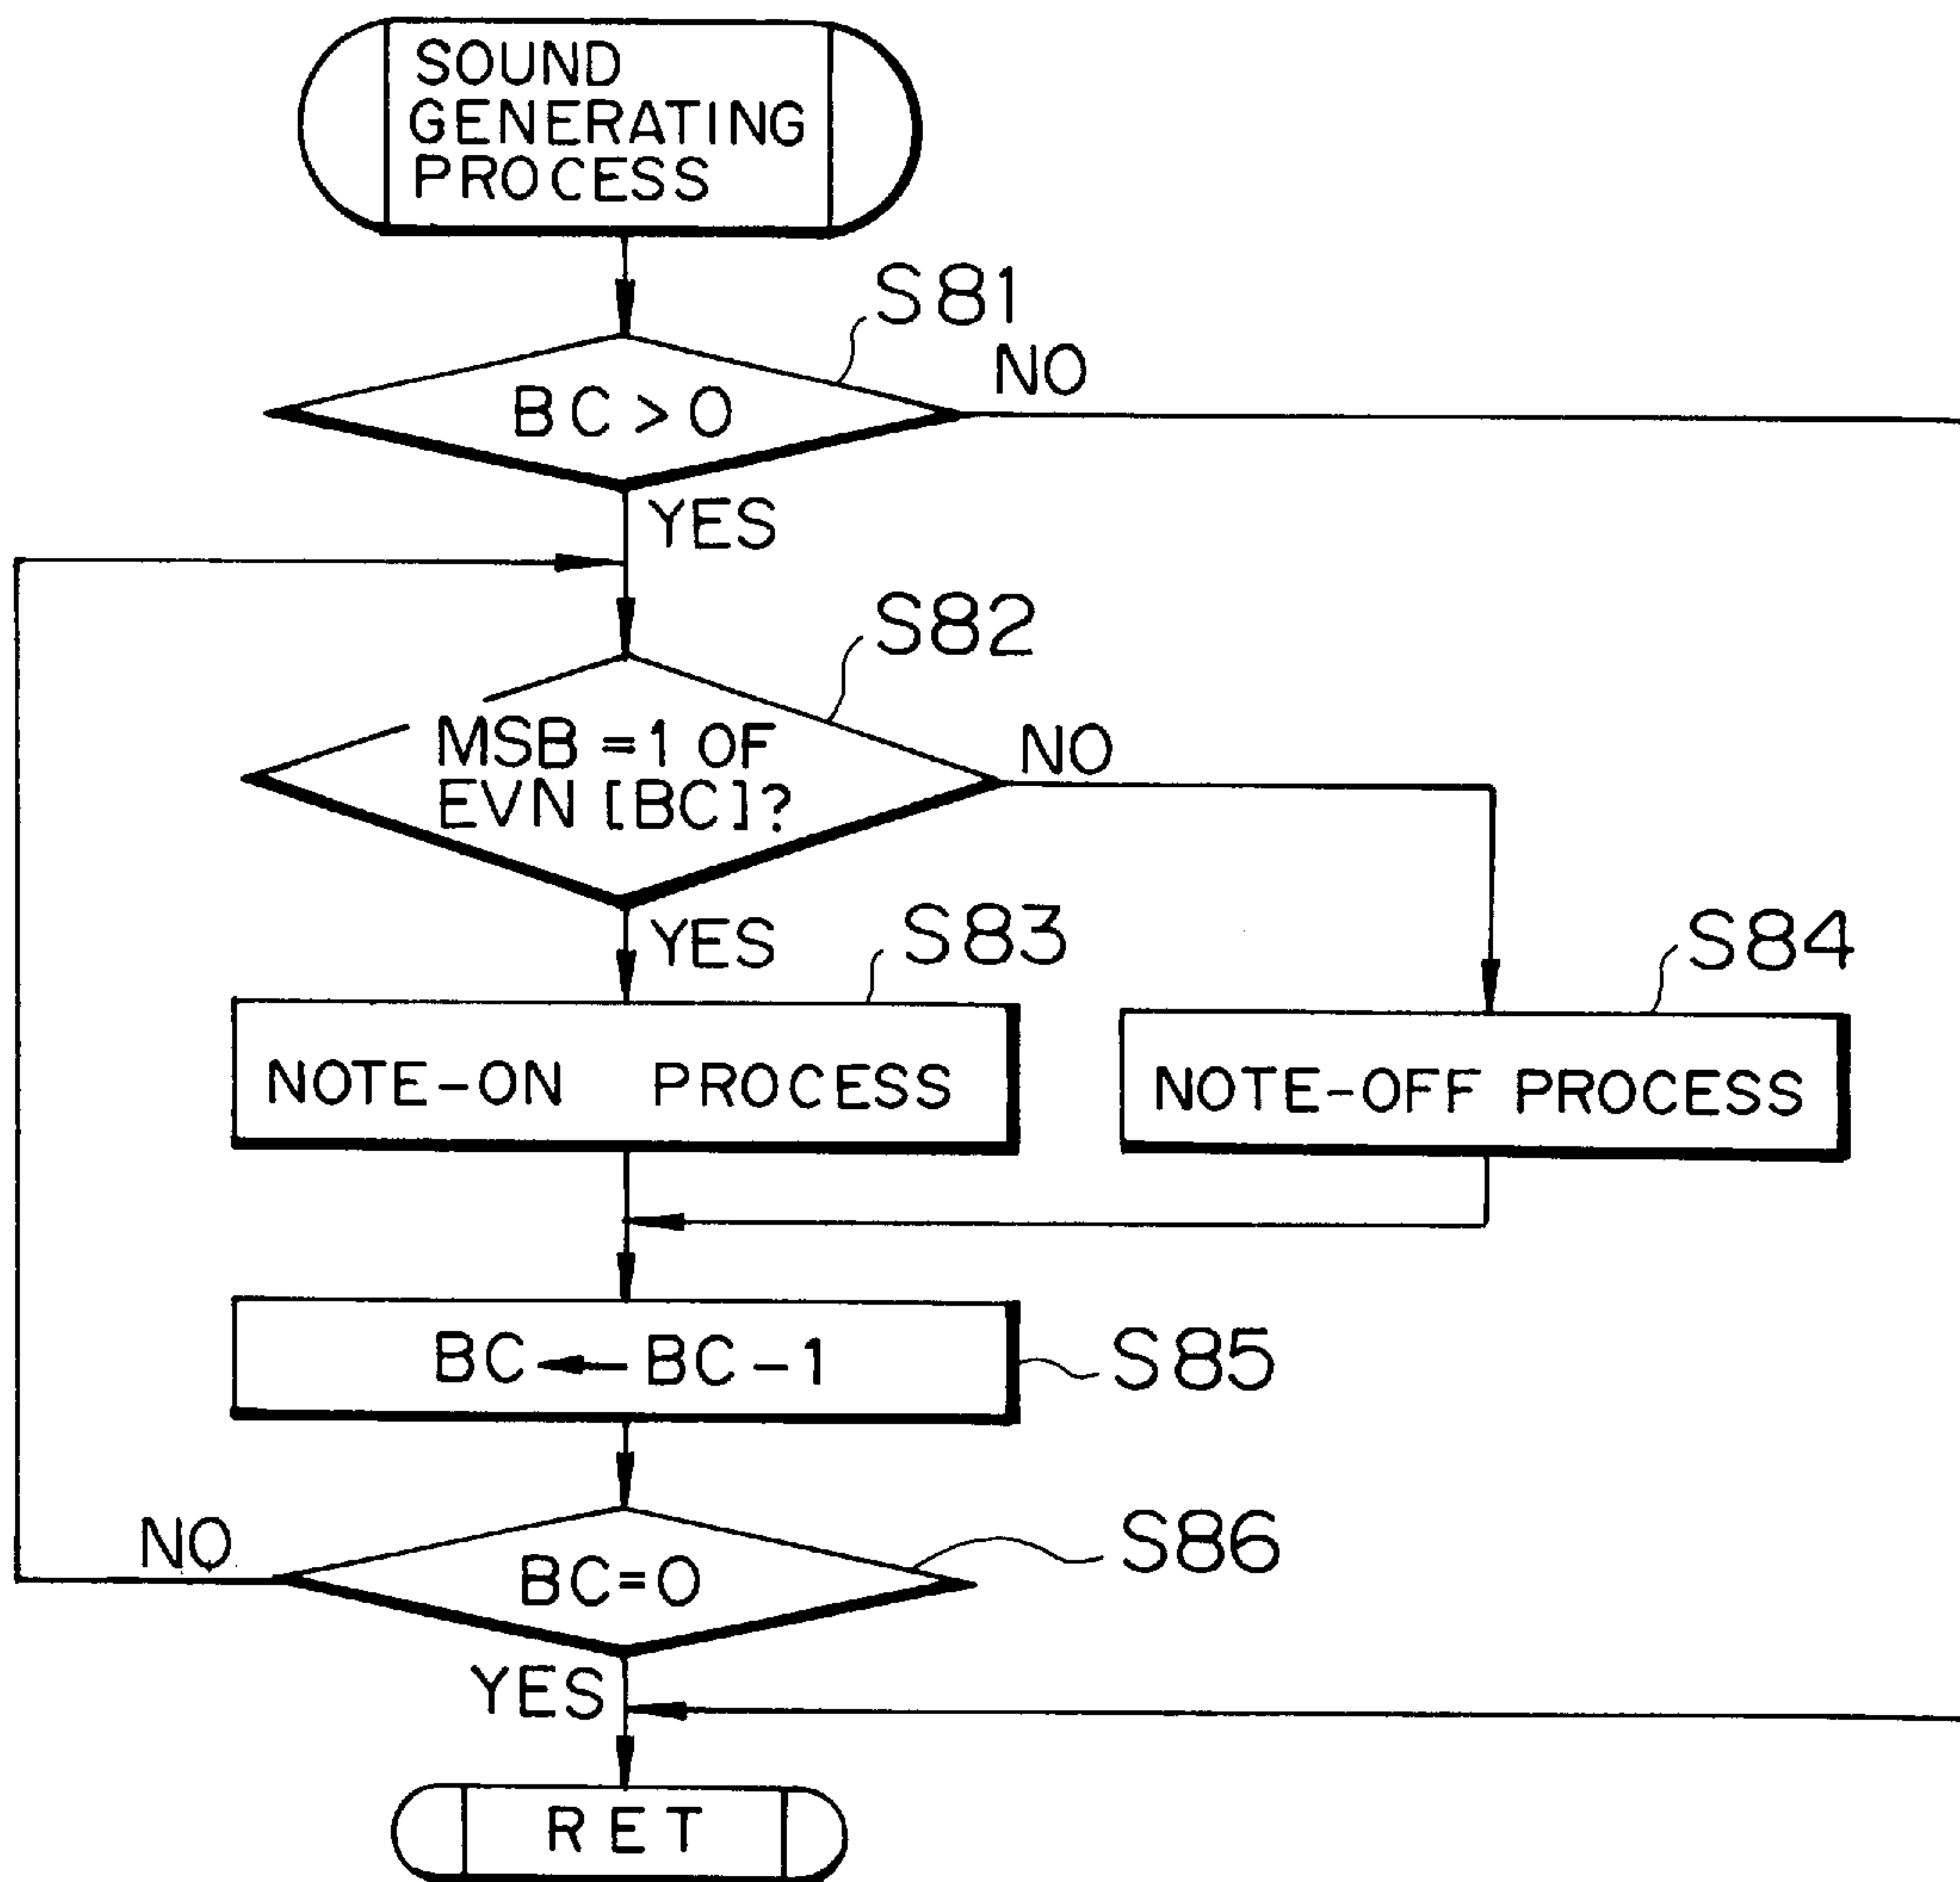 SOUND
GENERATING
PROCESS
S81
BC>0
NO
YES
S82
MSB=1 OF
EVN [BC]?
NO
YES
S83
S84
NOTE-ON PROCESS
NOTE-OFF PROCESS
BC←BC-1
S85
NO
S86
BC=0
YES
RET